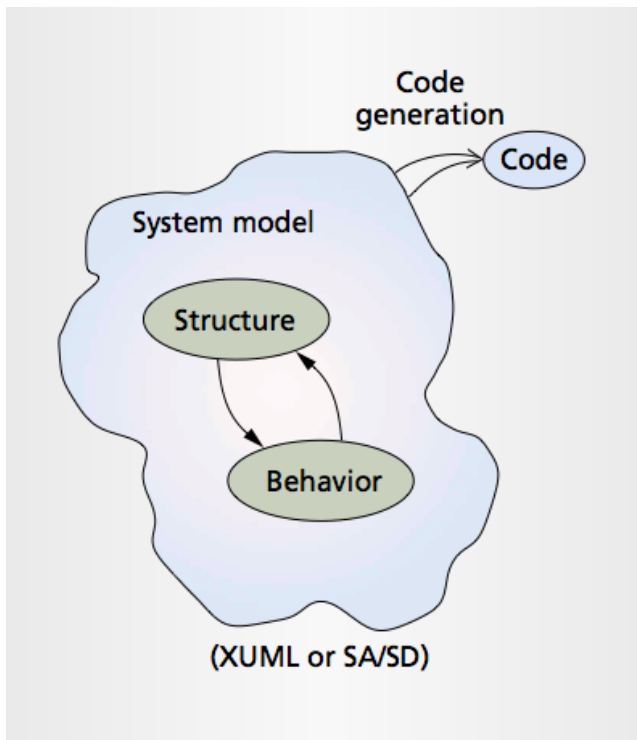 Code
generation
Code
System model
Structure
Behavior
(XUML or SA/SD)